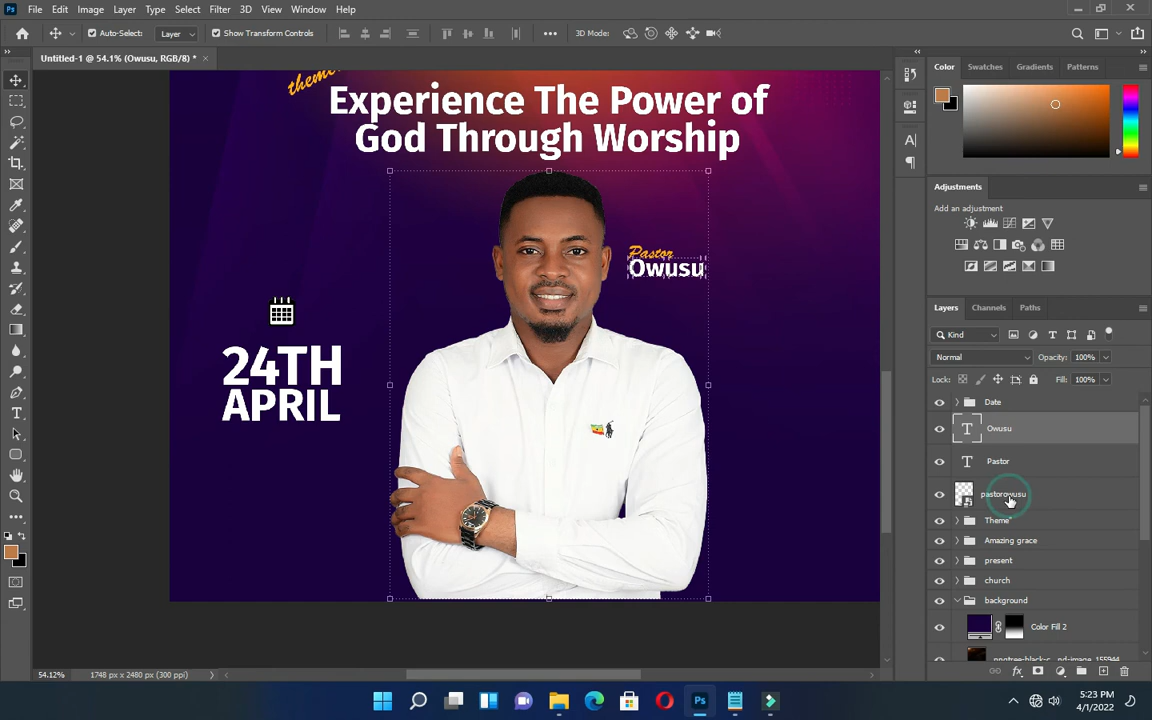 Ps File Edit Image Layer Type Select Filter 3D View Window Help
Auto-Select: Layer Show Transform Controls 3D Mode:
Untitled-1 @ 54.1% (Owusu, RGB/8) *
theme
Experience The Power of
God Through Worship
Pastor
Owusu
24TH
APRIL
Color Swatches Gradients Patterns
Adjustments
Add an adjustment
Layers Channels Paths
Kind
Normal Opacity: 100%
Lock: Fill: 100%
Date
Owusu
Pastor
pastorowusu
Theme
Amazing grace
present
church
background
Color Fill 2
54.12% 1748 px x 2480 px (300 ppi)
Ps
5:23 PM
4/1/2022